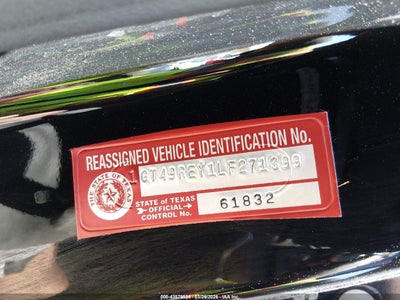 REASSIGNED VEHICLE IDENTIFICATION No.
1GT49REY1LF271399
THE STATE OF TEXAS
STATE OF TEXAS
OFFICIAL
CONTROL No.
61832